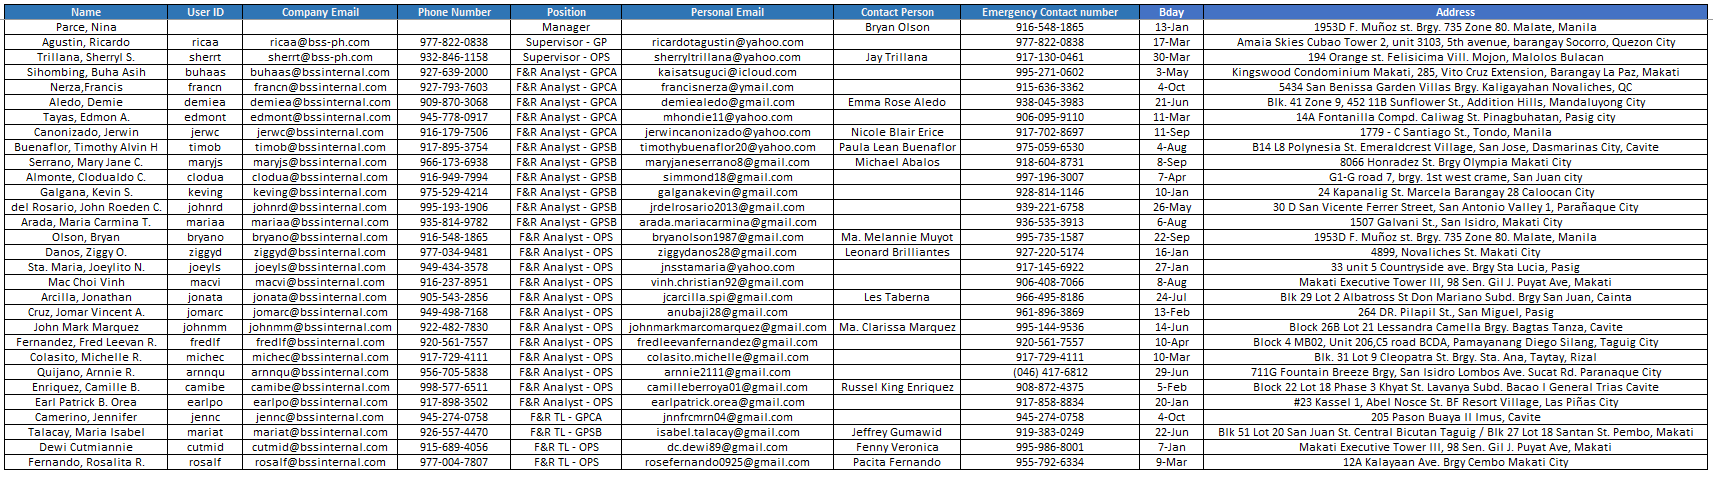 Name User ID Company Email Phone Number Position Personal Email Contact Person Emergency Contact number Bday Address
Parce, Nina Manager Bryan Olson 916-548-1865 13-Jan 1953D F. Muñoz st. Brgy. 735 Zone 80. Malate, Manila
Agustin, Ricardo ricaa ricaa@bss-ph.com 977-822-0838 Supervisor - GP ricardotagustin@yahoo.com 977-822-0838 17-Mar Amaia Skies Cubao Tower 2, unit 3103, 5th avenue, barangay Socorro, Quezon City
Trillana, Sherryl S. sherrt sherrt@bss-ph.com 932-846-1158 Supervisor - OPS sherryltrillana@yahoo.com Jay Trillana 917-130-0461 30-Mar 194 Orange st. Felisicima Vill. Mojon, Malolos Bulacan
Sihombing, Buha Asih buhaas buhaas@bssinternal.com 927-639-2000 F&R Analyst - GPCA kaisatsuguci@icloud.com 995-271-0602 3-May Kingswood Condominium Makati, 285, Vito Cruz Extension, Barangay La Paz, Makati
Nerza,Francis francn francn@bssinternal.com 927-793-7603 F&R Analyst - GPCA francisnerza@ymail.com 915-636-3362 4-Oct 5434 San Benissa Garden Villas Brgy. Kaligayahan Novaliches, QC
Aledo, Demie demiea demiea@bssinternal.com 909-870-3068 F&R Analyst - GPCA demiealedo@gmail.com Emma Rose Aledo 938-045-3983 21-Jun Blk. 41 Zone 9, 452 11B Sunflower St., Addition Hills, Mandaluyong City
Tayas, Edmon A. edmont edmont@bssinternal.com 945-778-0917 F&R Analyst - GPCA mhondie11@yahoo.com 906-095-9110 11-Mar 14A Fontanilla Compd. Caliwag St. Pinagbuhatan, Pasig city
Canonizado, Jerwin jerwc jerwc@bssinternal.com 916-179-7506 F&R Analyst - GPCA jerwincanonizado@yahoo.com Nicole Blair Erice 917-702-8697 11-Sep 1779 - C Santiago St., Tondo, Manila
Buenaflor, Timothy Alvin H timob timob@bssinternal.com 917-895-3754 F&R Analyst - GPSB timothybuenaflor20@yahoo.com Paula Lean Buenaflor 975-059-6530 4-Aug B14 L8 Polynesia St. Emeraldcrest Village, San Jose, Dasmarinas City, Cavite
Serrano, Mary Jane C. maryjs maryjs@bssinternal.com 966-173-6938 F&R Analyst - GPSB maryjaneserrano8@gmail.com Michael Abalos 918-604-8731 8-Sep 8066 Honradez St. Brgy Olympia Makati City
Almonte, Clodualdo C. clodua clodua@bssinternal.com 916-949-7994 F&R Analyst - GPSB simmond18@gmail.com 997-196-3007 7-Apr G1-G road 7, brgy. 1st west crame, San Juan city
Galgana, Kevin S. keving keving@bssinternal.com 975-529-4214 F&R Analyst - GPSB galganakevin@gmail.com 928-814-1146 10-Jan 24 Kapanalig St. Marcela Barangay 28 Caloocan City
del Rosario, John Roeden C. johnrd johnrd@bssinternal.com 995-193-1906 F&R Analyst - GPSB jrdelrosario2013@gmail.com 939-221-6758 26-May 30 D San Vicente Ferrer Street, San Antonio Valley 1, Parañaque City
Arada, Maria Carmina T. mariaa mariaa@bssinternal.com 935-814-9782 F&R Analyst - GPSB arada.mariacarmina@gmail.com 936-535-3913 6-Aug 1507 Galvani St., San Isidro, Makati City
Olson, Bryan bryano bryano@bssinternal.com 916-548-1865 F&R Analyst - OPS bryanolson1987@gmail.com Ma. Melannie Muyot 995-735-1587 22-Sep 1953D F. Muñoz st. Brgy. 735 Zone 80. Malate, Manila
Danos, Ziggy O. ziggyd ziggyd@bssinternal.com 977-034-9481 F&R Analyst - OPS ziggydanos28@gmail.com Leonard Brilliantes 927-220-5174 16-Jan 4899, Novaliches St. Makati City
Sta. Maria, Joeylito N. joeyls joeyls@bssinternal.com 949-434-3578 F&R Analyst - OPS jnsstamaria@yahoo.com 917-145-6922 27-Jan 33 unit 5 Countryside ave. Brgy Sta Lucia, Pasig
Mac Choi Vinh macvi macvi@bssinternal.com 916-237-8951 F&R Analyst - OPS vinh.christian92@gmail.com 906-408-7066 8-Aug Makati Executive Tower III, 98 Sen. Gil J. Puyat Ave, Makati
Arcilla, Jonathan jonata jonata@bssinternal.com 905-543-2856 F&R Analyst - OPS jcarcilla.spi@gmail.com Les Taberna 966-495-8186 24-Jul Blk 29 Lot 2 Albatross St Don Mariano Subd. Brgy San Juan, Cainta
Cruz, Jomar Vincent A. jomarc jomarc@bssinternal.com 949-498-7168 F&R Analyst - OPS anubaji28@gmail.com 961-896-3869 13-Feb 264 DR. Pilapil St., San Miguel, Pasig
John Mark Marquez johnmm johnmm@bssinternal.com 922-482-7830 F&R Analyst - OPS johnmarkmarcomarquez@gmail.com Ma. Clarissa Marquez 995-144-9536 14-Jun Block 26B Lot 21 Lessandra Camella Brgy. Bagtas Tanza, Cavite
Fernandez, Fred Leevan R. fredlf fredlf@bssinternal.com 920-561-7557 F&R Analyst - OPS fredleevanfernandez@gmail.com 920-561-7557 10-Apr Block 4 MB02, Unit 206,C5 road BCDA, Pamayanang Diego Silang, Taguig City
Colasito, Michelle R. michec michec@bssinternal.com 917-729-4111 F&R Analyst - OPS colasito.michelle@gmail.com 917-729-4111 10-Mar Blk. 31 Lot 9 Cleopatra St. Brgy. Sta. Ana, Taytay, Rizal
Quijano, Arnnie R. arnnqu arnnqu@bssinternal.com 956-705-5838 F&R Analyst - OPS arnnie2111@gmail.com (046) 417-6812 29-Jun 711G Fountain Breeze Brgy, San Isidro Lombos Ave. Sucat Rd. Paranaque City
Enriquez, Camille B. camibe camibe@bssinternal.com 998-577-6511 F&R Analyst - OPS camilleberroya01@gmail.com Russel King Enriquez 908-872-4375 5-Feb Block 22 Lot 18 Phase 3 Khyat St. Lavanya Subd. Bacao I General Trias Cavite
Earl Patrick B. Orea earlpo earlpo@bssinternal.com 917-898-3502 F&R Analyst - OPS earlpatrick.orea@gmail.com 917-858-8834 20-Jan #23 Kassel 1, Abel Nosce St. BF Resort Village, Las Piñas City
Camerino, Jennifer jennc jennc@bssinternal.com 945-274-0758 F&R TL - GPCA jnnfrcmrn04@gmail.com 945-274-0758 4-Oct 205 Pason Buaya II Imus, Cavite
Talacay, Maria Isabel mariat mariat@bssinternal.com 926-557-4470 F&R TL - GPSB isabel.talacay@gmail.com Jeffrey Gumawid 919-383-0249 22-Jun Blk 51 Lot 20 San Juan St. Central Bicutan Taguig / Blk 27 Lot 18 Santan St. Pembo, Makati
Dewi Cutmiannie cutmid cutmid@bssinternal.com 915-689-4056 F&R TL - OPS dc.dewi89@gmail.com Fenny Veronica 995-986-8001 7-Jan Makati Executive Tower III, 98 Sen. Gil J. Puyat Ave, Makati
Fernando, Rosalita R. rosalf rosalf@bssinternal.com 977-004-7807 F&R TL - OPS rosefernando0925@gmail.com Pacita Fernando 955-792-6334 9-Mar 12A Kalayaan Ave. Brgy Cembo Makati City